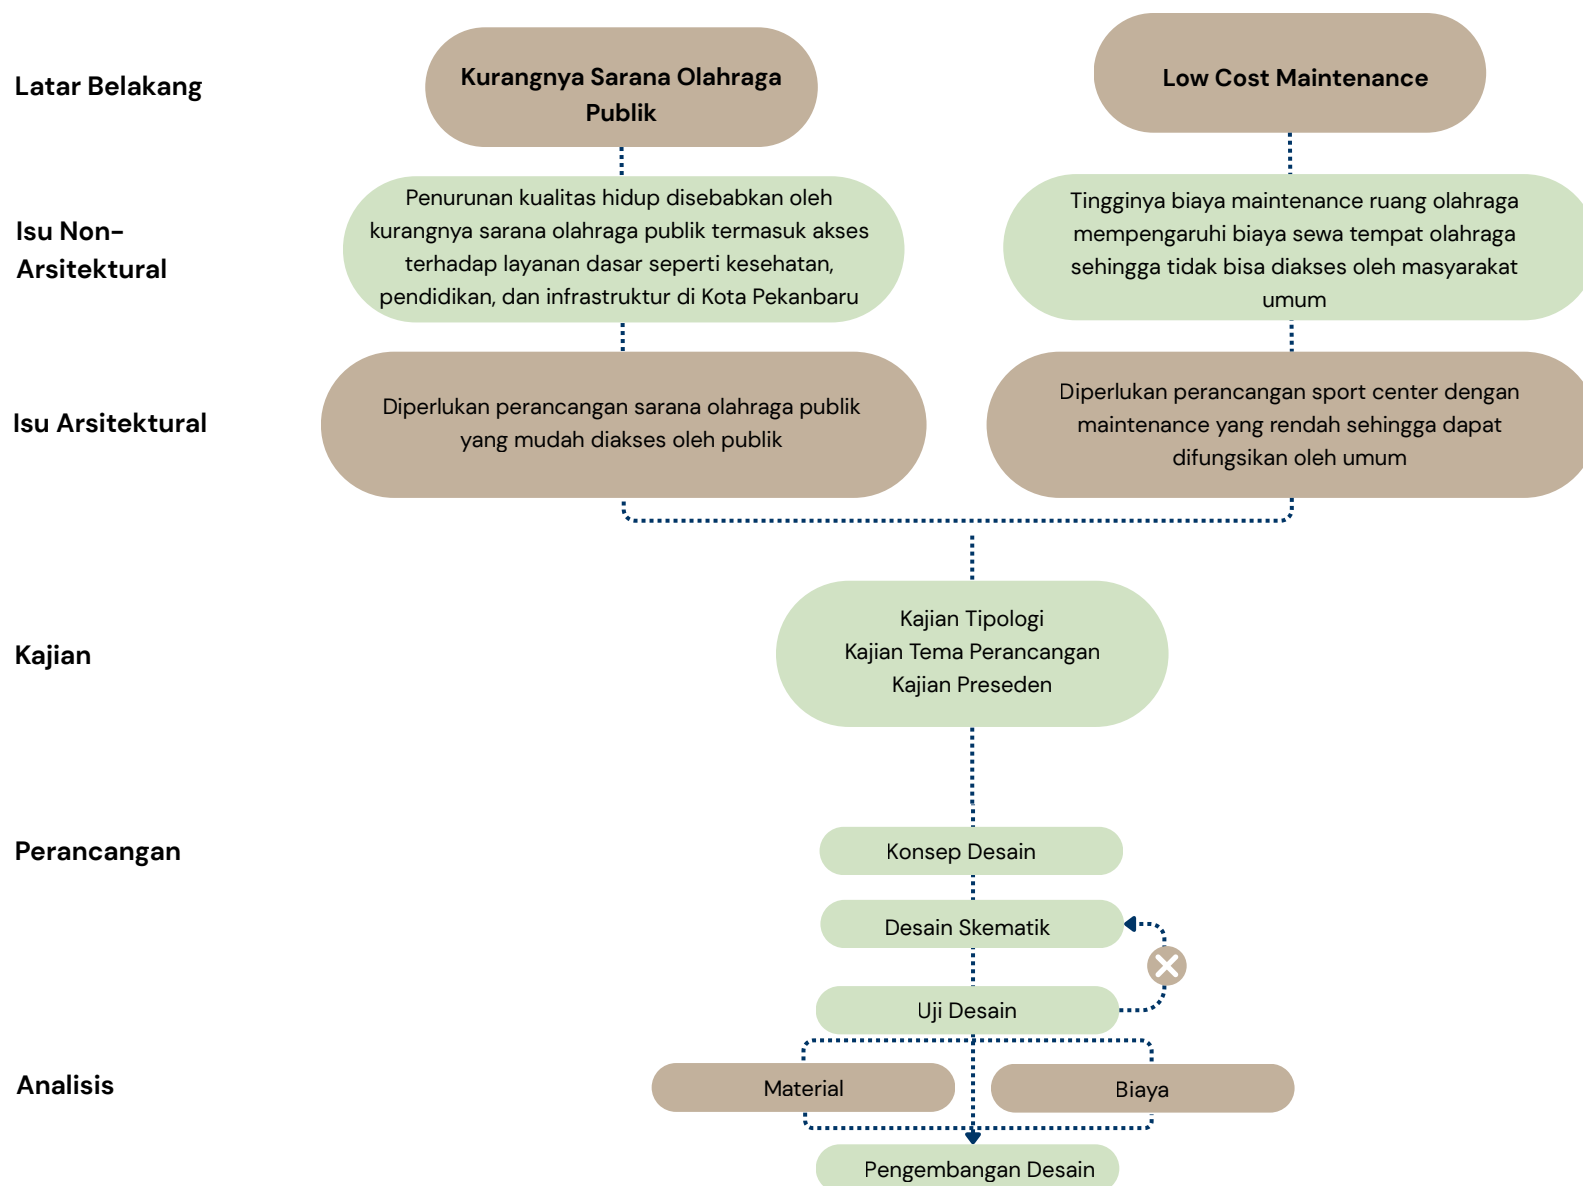 Latar Belakang
Kurangnya Sarana Olahraga
Publik
Low Cost Maintenance
Isu Non-
Arsitektural
Penurunan kualitas hidup disebabkan oleh
kurangnya sarana olahraga publik termasuk akses
terhadap layanan dasar seperti kesehatan,
pendidikan, dan infrastruktur di Kota Pekanbaru
Tingginya biaya maintenance ruang olahraga
mempengaruhi biaya sewa tempat olahraga
sehingga tidak bisa diakses oleh masyarakat
umum
Isu Arsitektural
Diperlukan perancangan sarana olahraga publik
yang mudah diakses oleh publik
Diperlukan perancangan sport center dengan
maintenance yang rendah sehingga dapat
difungsikan oleh umum
Kajian
Kajian Tipologi
Kajian Tema Perancangan
Kajian Preseden
Perancangan
Konsep Desain
Desain Skematik
Uji Desain
Analisis
Material
Biaya
Pengembangan Desain